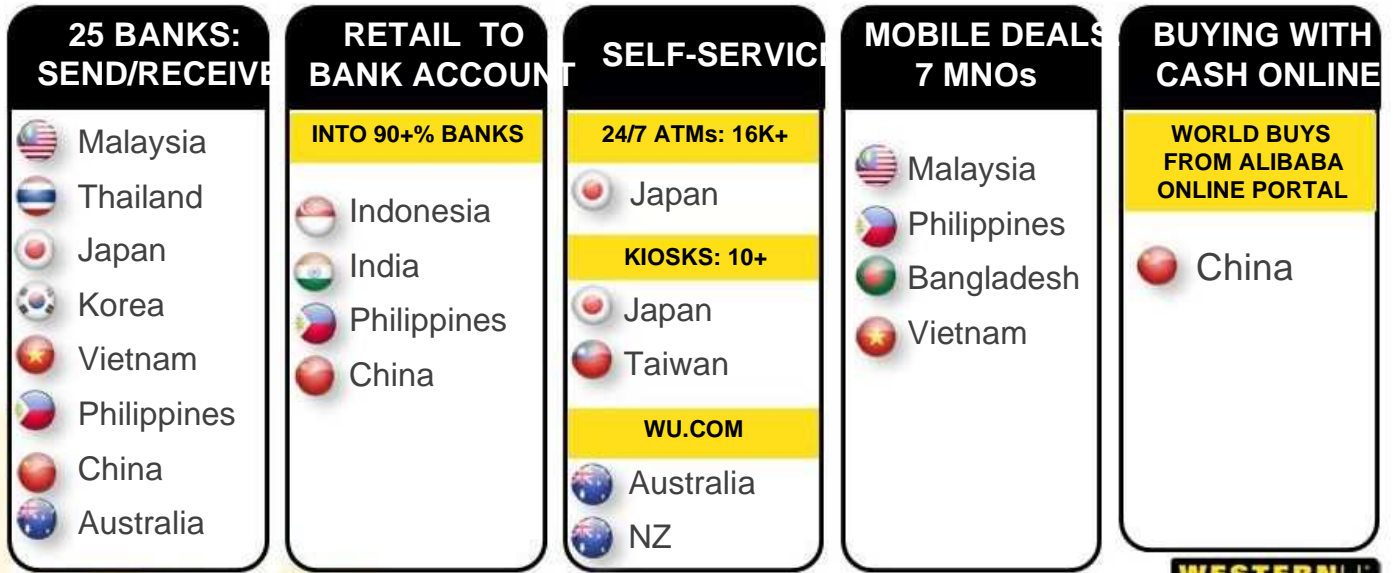 25 BANKS:
SEND/RECEIVE
Malaysia
Thailand
Japan
Korea
Vietnam
Philippines
China
Australia
RETAIL TO
BANK ACCOUNT
INTO 90+% BANKS
Indonesia
India
Philippines
China
SELF-SERVICE
24/7 ATMs: 16K+
Japan
KIOSKS: 10+
Japan
Taiwan
WU.COM
Australia
NZ
MOBILE DEALS:
7 MNOs
Malaysia
Philippines
Bangladesh
Vietnam
BUYING WITH
CASH ONLINE
WORLD BUYS
FROM ALIBABA
ONLINE PORTAL
China
WESTERN